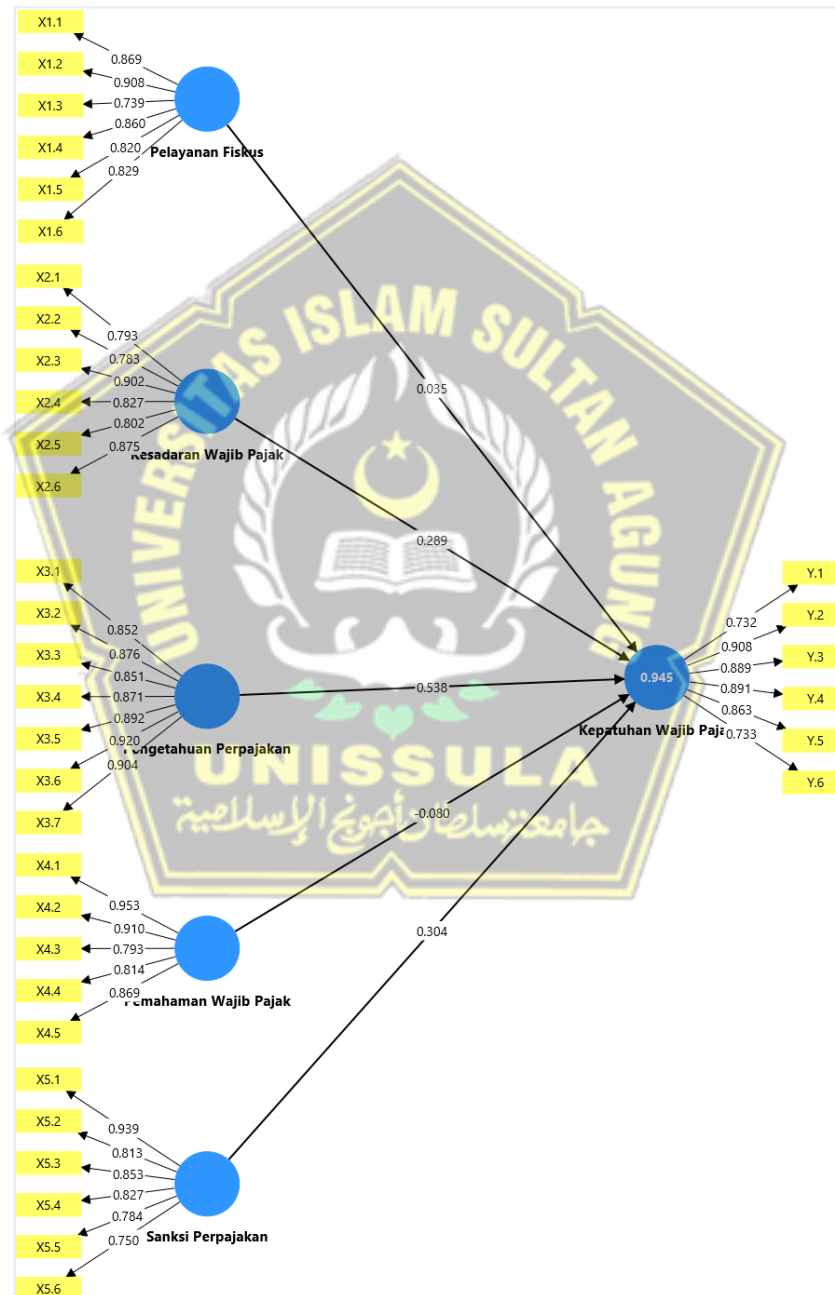 X1.1
X1.2
X1.3
X1.4
X1.5
X1.6
0.869
0.908
0.739
0.860
0.820
0.829
Pelayanan Fiskus
X2.1
X2.2
X2.3
X2.4
X2.5
X2.6
0.793
0.783
0.902
0.827
0.802
0.875
Kesadaran Wajib Pajak
X3.1
X3.2
X3.3
X3.4
X3.5
X3.6
X3.7
0.852
0.876
0.851
0.871
0.892
0.920
0.904
Pengetahuan Perpajakan
X4.1
X4.2
X4.3
X4.4
X4.5
0.953
0.910
0.793
0.814
0.869
Pemahaman Wajib Pajak
X5.1
X5.2
X5.3
X5.4
X5.5
X5.6
0.939
0.813
0.853
0.827
0.784
0.750
Sanksi Perpajakan
0.035
0.289
0.538
-0.080
0.304
0.945
Kepatuhan Wajib Paja
0.732
0.908
0.889
0.891
0.863
0.733
Y.1
Y.2
Y.3
Y.4
Y.5
Y.6
UNIVERSITAS ISLAM SULTAN AGUNG
UNISSULA
جامعتسلطان أجونج الإسلامية